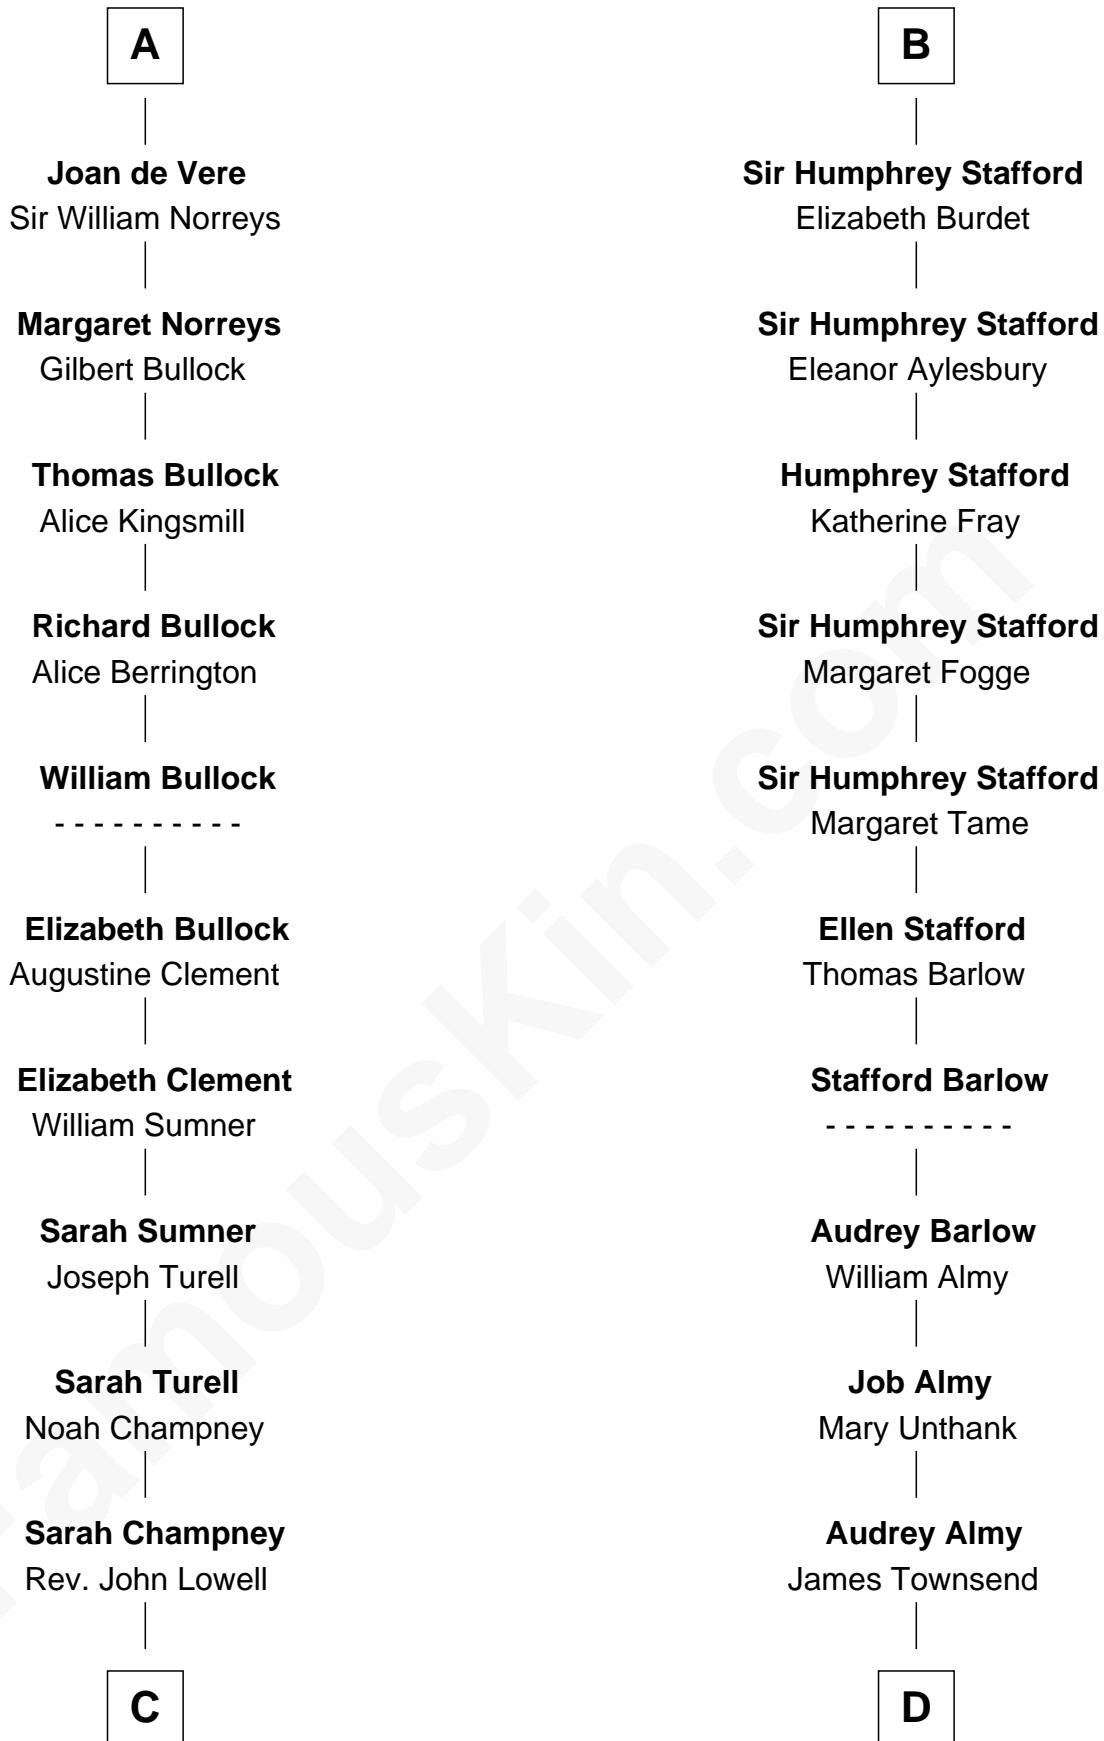 A
Joan de Vere
Sir William Norreys
Margaret Norreys
Gilbert Bullock
Thomas Bullock
Alice Kingsmill
Richard Bullock
Alice Berrington
William Bullock
- - - - - - - - - -
Elizabeth Bullock
Augustine Clement
Elizabeth Clement
William Sumner
Sarah Sumner
Joseph Turell
Sarah Turell
Noah Champney
Sarah Champney
Rev. John Lowell
C
B
Sir Humphrey Stafford
Elizabeth Burdet
Sir Humphrey Stafford
Eleanor Aylesbury
Humphrey Stafford
Katherine Fray
Sir Humphrey Stafford
Margaret Fogge
Sir Humphrey Stafford
Margaret Tame
Ellen Stafford
Thomas Barlow
Stafford Barlow
- - - - - - - - - -
Audrey Barlow
William Almy
Job Almy
Mary Unthank
Audrey Almy
James Townsend
D
FamousKin.com